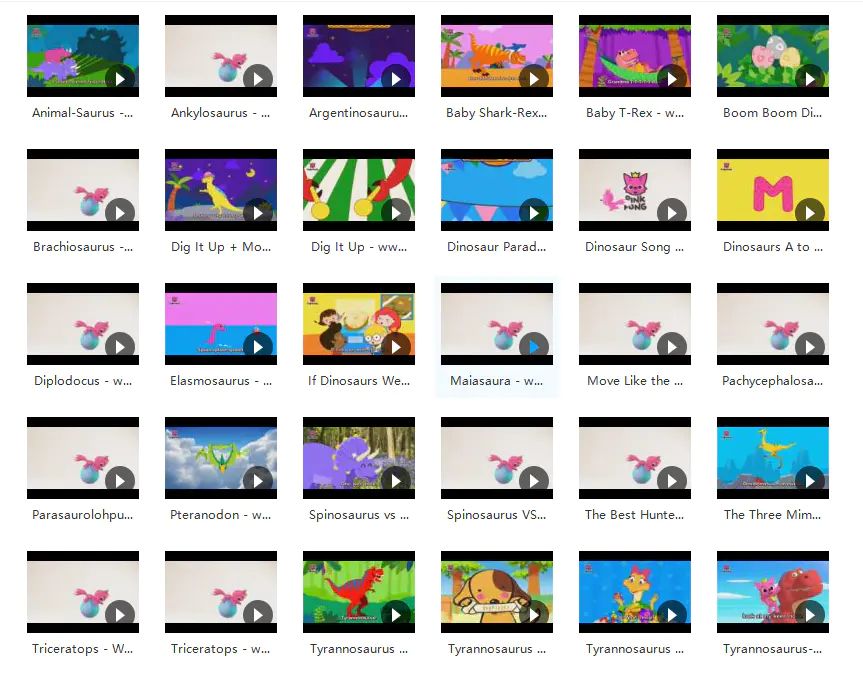 Animal-Saurus -...
Ankylosaurus - ...
Argentinosauru...
Baby Shark-Rex...
Baby T-Rex - w...
Boom Boom Di...
Brachiosaurus -...
Dig It Up + Mo...
Dig It Up - ww...
Dinosaur Parad...
PINK
FONG
Dinosaur Song ...
M
Dinosaurs A to ...
Diplodocus - w...
Elasmosaurus - ...
If Dinosaurs We...
Maiasaura - w...
Move Like the ...
Pachycephalosa...
Parasaurolohpu...
Pteranodon - w...
Spinosaurus vs ...
Spinosaurus VS...
The Best Hunte...
The Three Mim...
Triceratops - W...
Triceratops - w...
Tyrannosaurus ...
Tyrannosaurus ...
Tyrannosaurus ...
Tyrannosaurus-...